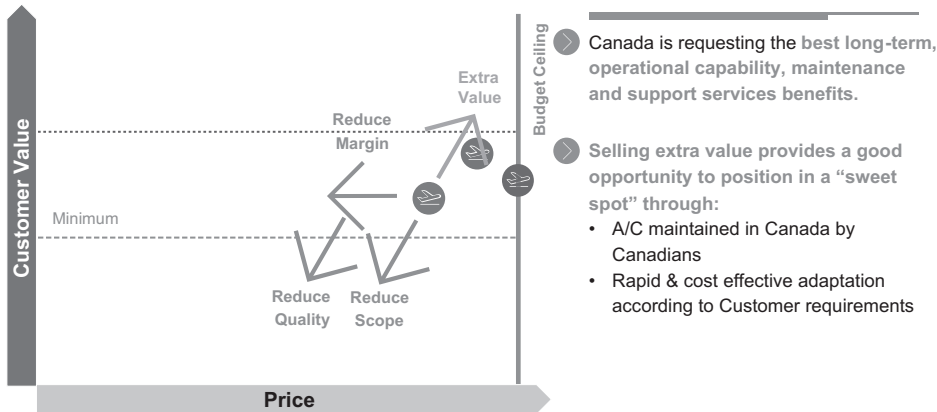 Customer Value
Extra
Value
Reduce
Margin
Minimum
Reduce
Quality
Reduce
Scope
Budget Ceiling
Price
Canada is requesting the best long-term,
operational capability, maintenance
and support services benefits.
Selling extra value provides a good
opportunity to position in a “sweet
spot” through:
• A/C maintained in Canada by
Canadians
• Rapid & cost effective adaptation
according to Customer requirements